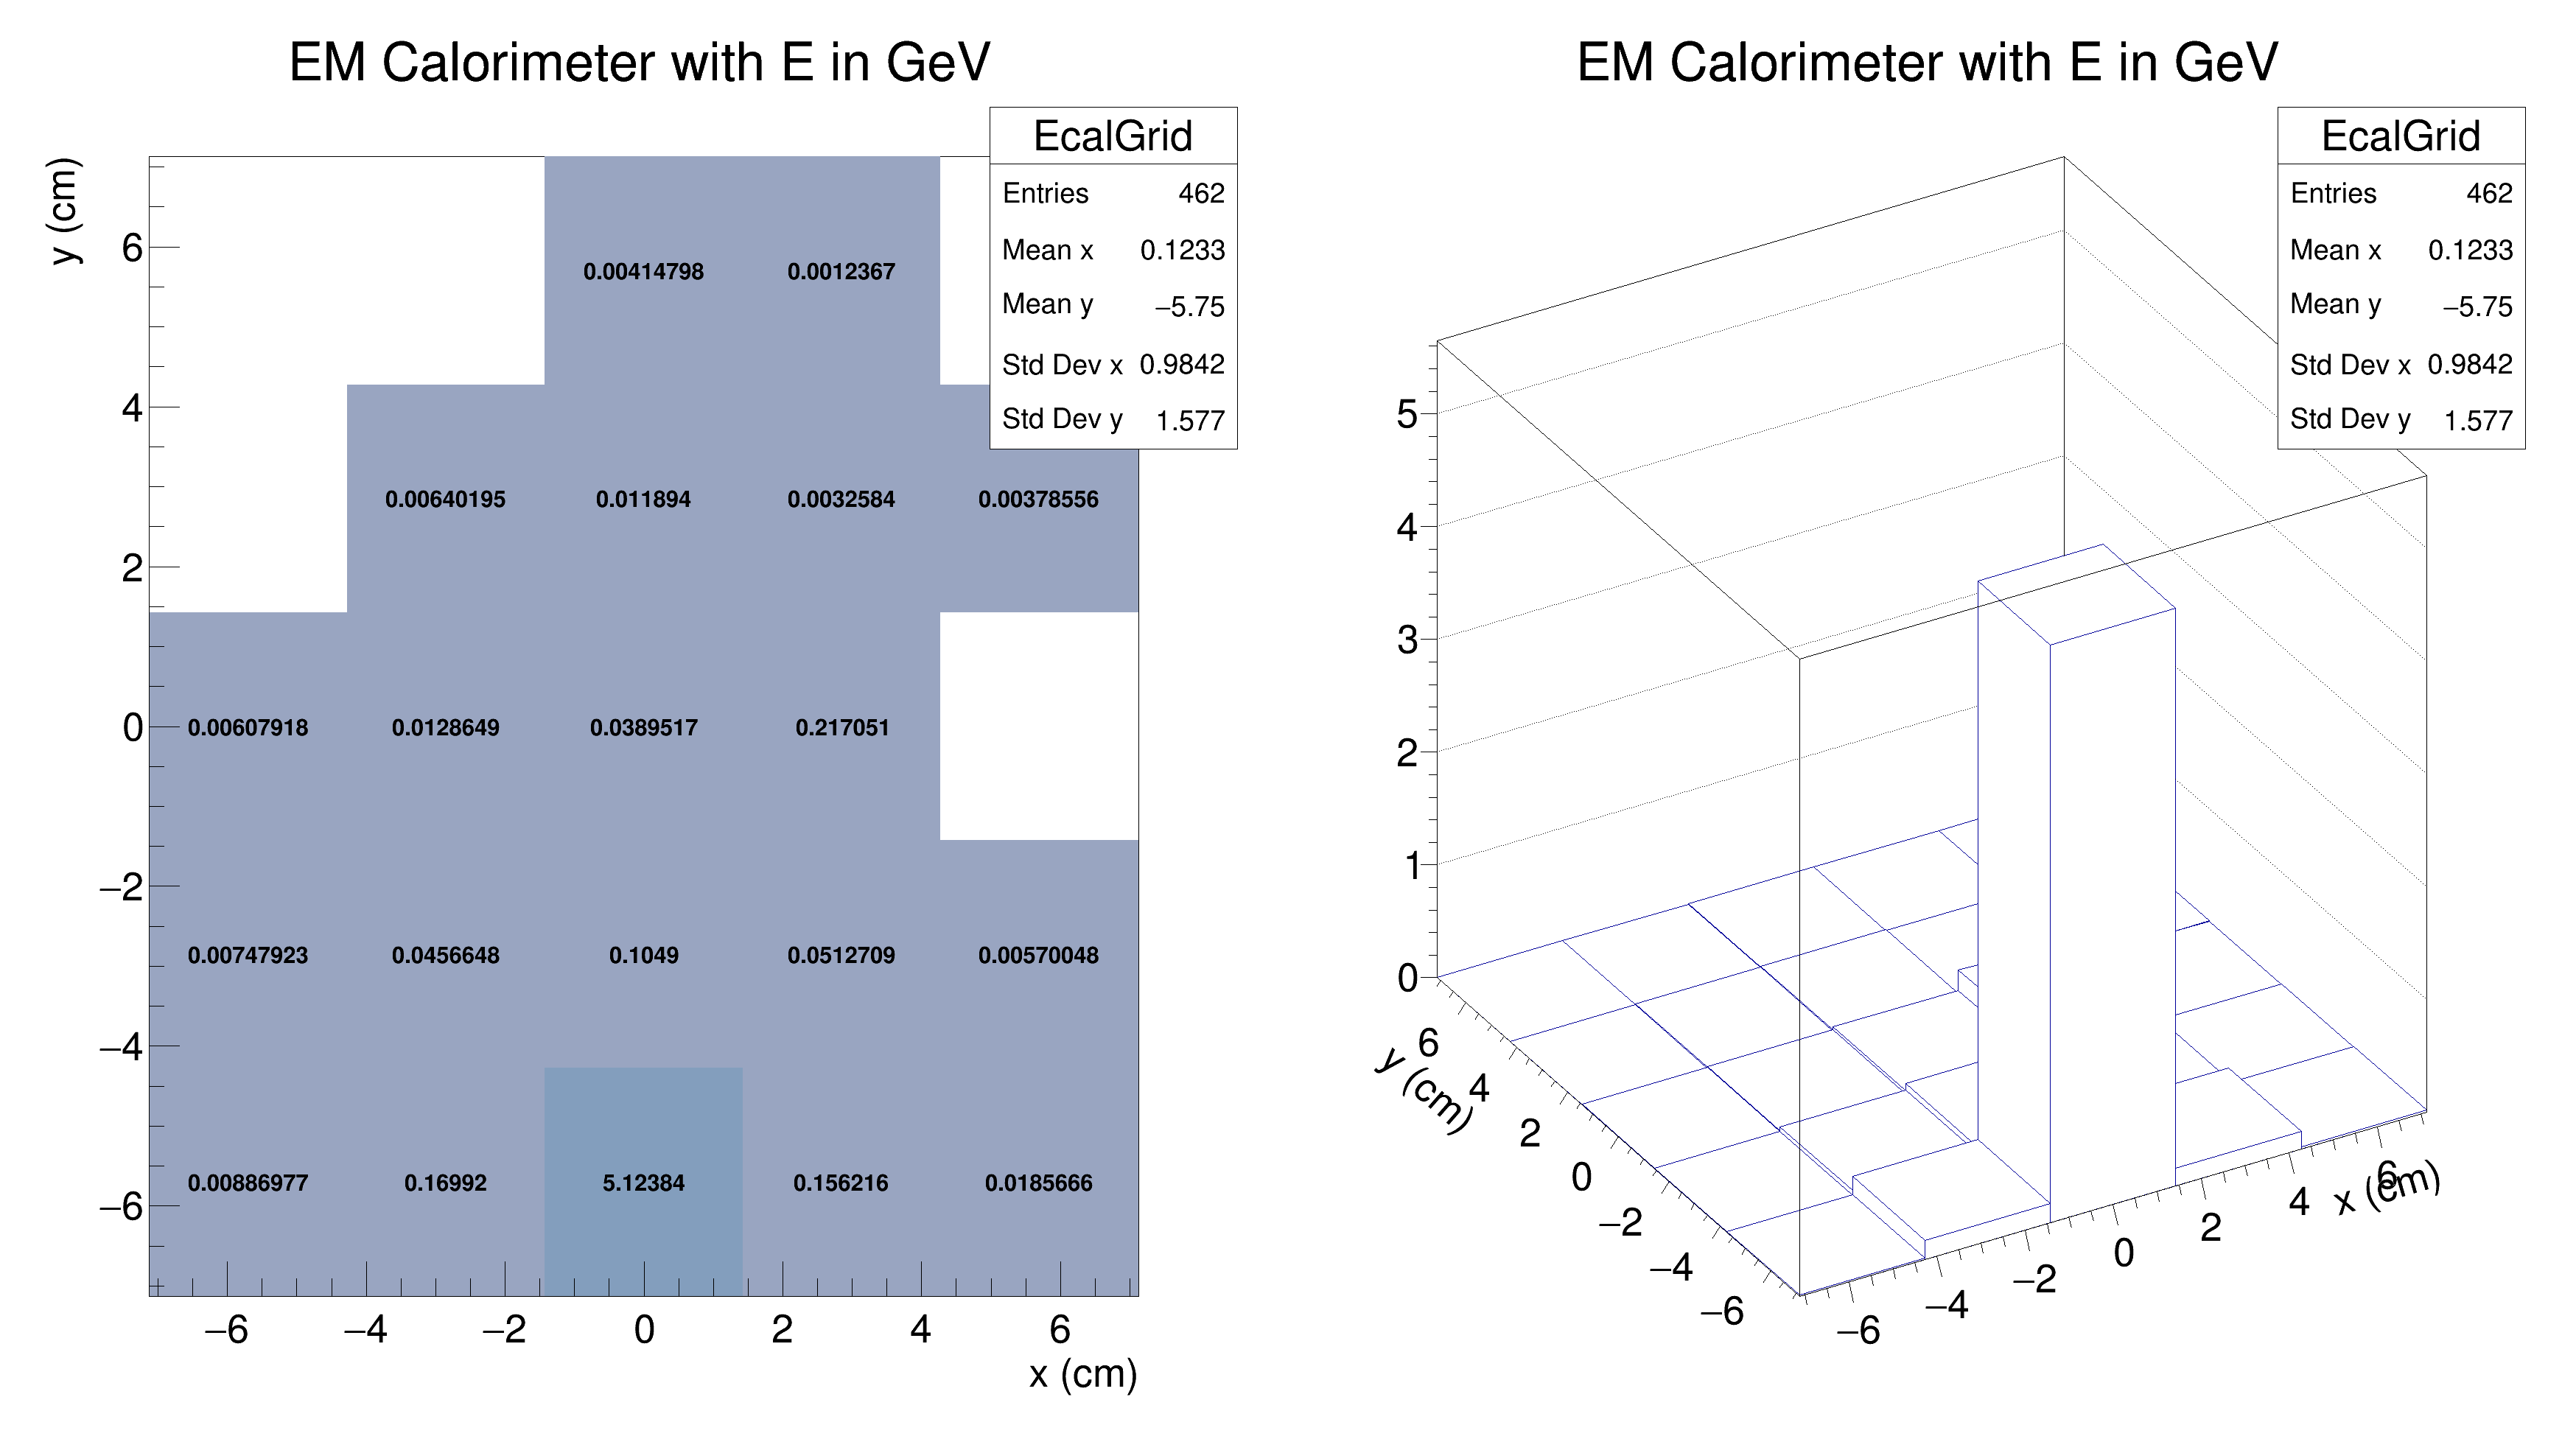 EM Calorimeter with E in GeV
EcalGrid
Entries 462
Mean x 0.1233
Mean y −5.75
Std Dev x 0.9842
Std Dev y 1.577
y (cm)
6
4
2
0
−2
−4
−6
0.00414798 0.0012367
0.00640195 0.011894 0.0032584 0.00378556
0.00607918 0.0128649 0.0389517 0.217051
0.00747923 0.0456648 0.1049 0.0512709 0.00570048
0.00886977 0.16992 5.12384 0.156216 0.0185666
−6 −4 −2 0 2 4 6
x (cm)
EM Calorimeter with E in GeV
EcalGrid
Entries 462
Mean x 0.1233
Mean y −5.75
Std Dev x 0.9842
Std Dev y 1.577
5
4
3
2
1
0
y (cm)
6
4
2
0
−2
−4
−6
−6
−4
−2
0
2
4
6
x (cm)